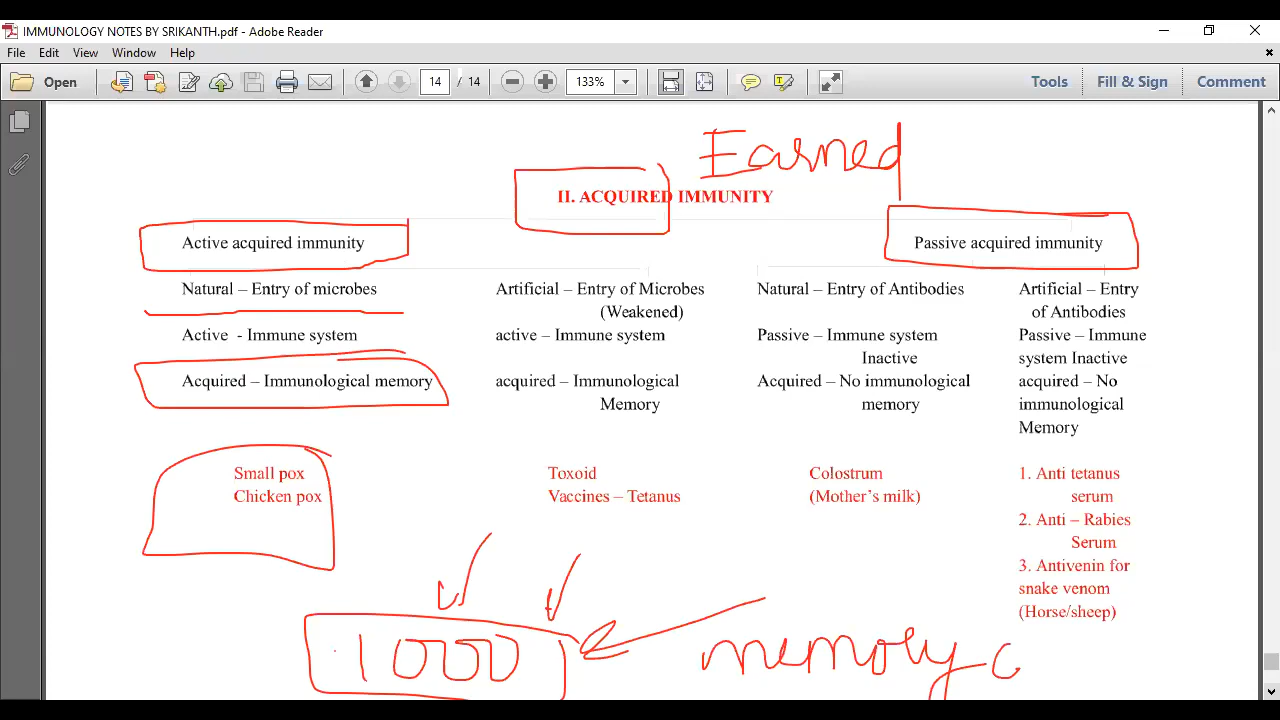 IMMUNOLOGY NOTES BY SRIKANTH.pdf - Adobe Reader
File Edit View Window Help
Open 14 / 14 133% Tools Fill & Sign Comment
Earned
II. ACQUIRED IMMUNITY
Active acquired immunity Passive acquired immunity
Natural – Entry of microbes Artificial – Entry of Microbes Natural – Entry of Antibodies Artificial – Entry
(Weakened) of Antibodies
Active - Immune system active – Immune system Passive – Immune system Passive – Immune
Inactive system Inactive
Acquired – Immunological memory acquired – Immunological Acquired – No immunological acquired – No
Memory memory immunological
Memory
Small pox Toxoid Colostrum 1. Anti tetanus
Chicken pox Vaccines – Tetanus (Mother's milk) serum
2. Anti – Rabies
Serum
3. Antivenin for
snake venom
(Horse/sheep)
1000 memory c